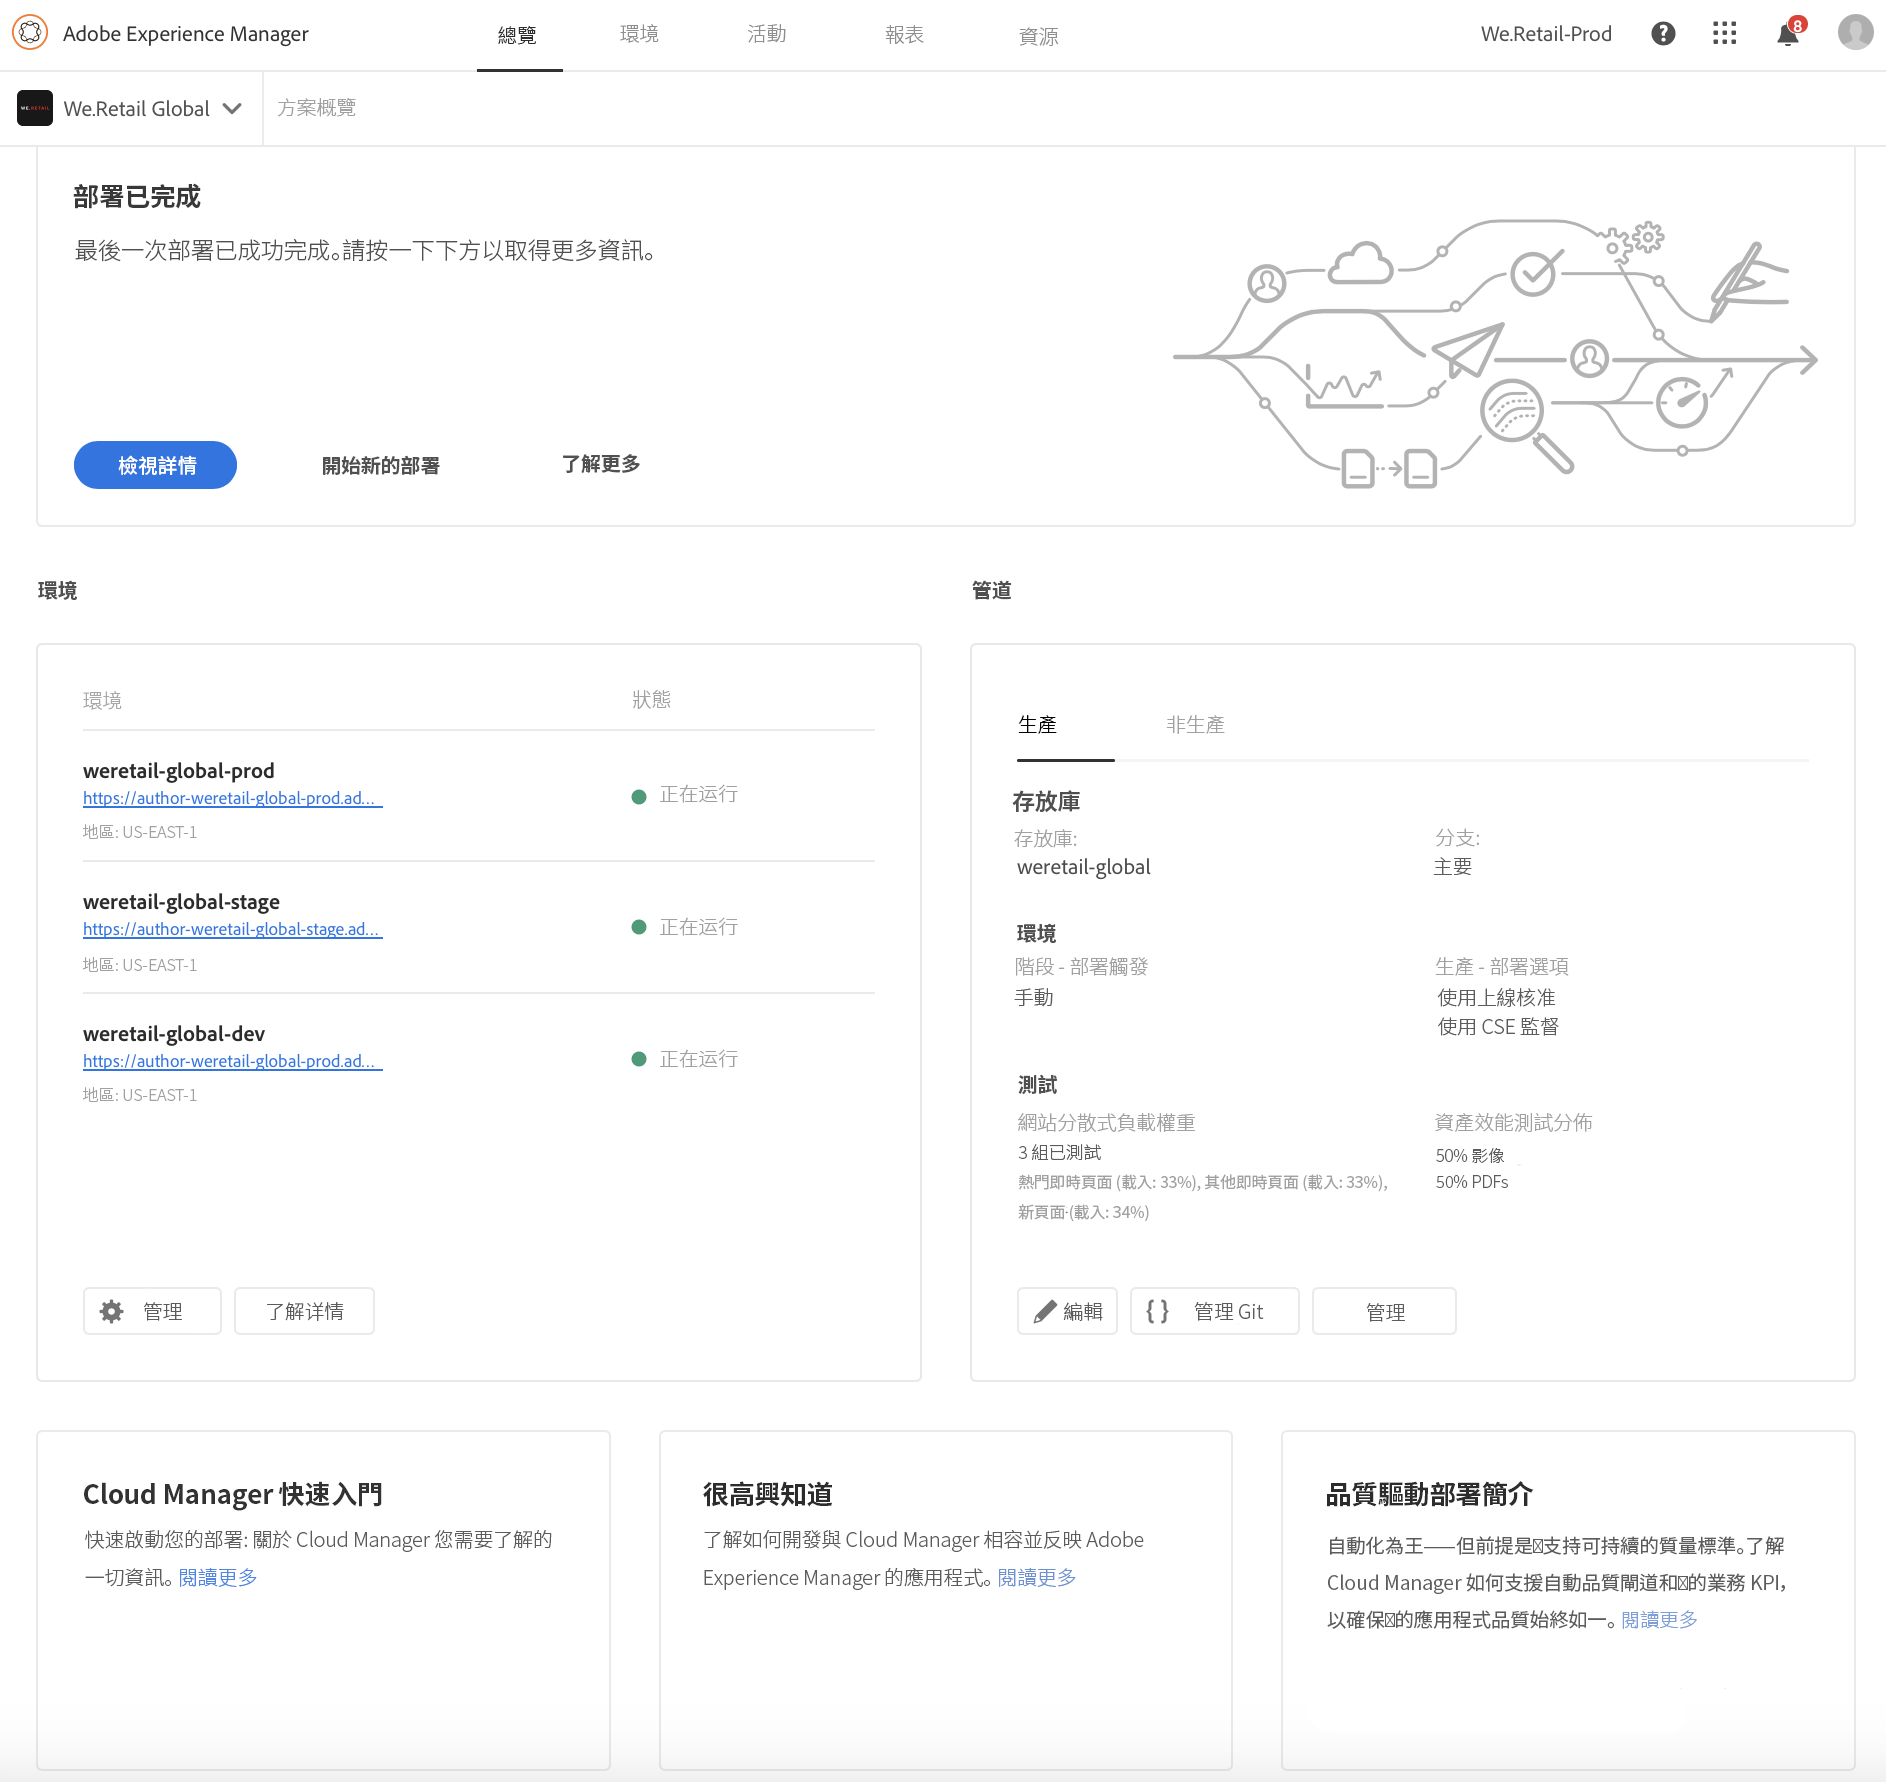 Adobe Experience Manager
總覽
環境
活動
報表
資源
We.Retail-Prod
8
WE.RETAIL
We.Retail Global
方案概覽
部署已完成
最後一次部署已成功完成。請按一下下方以取得更多資訊。
檢視詳情
開始新的部署
了解更多
環境
環境
狀態
weretail-global-prod
https://author-weretail-global-prod.ad...
正在运行
地區: US-EAST-1
weretail-global-stage
https://author-weretail-global-stage.ad...
正在运行
地區: US-EAST-1
weretail-global-dev
https://author-weretail-global-prod.ad...
正在运行
地區: US-EAST-1
管理
了解详情
管道
生產
非生產
存放庫
存放庫:
weretail-global
分支:
主要
環境
階段 - 部署觸發
手動
生產 - 部署選項
使用上線核准
使用 CSE 監督
測試
網站分散式負載權重
3 組已測試
熱門即時頁面 (載入: 33%), 其他即時頁面 (載入: 33%),
新頁面·(載入: 34%)
資產效能測試分佈
50% 影像
50% PDFs
編輯
管理 Git
管理
Cloud Manager 快速入門
快速啟動您的部署: 關於 Cloud Manager 您需要了解的
一切資訊。閱讀更多
很高興知道
了解如何開發與 Cloud Manager 相容並反映 Adobe
Experience Manager 的應用程式。閱讀更多
品質驅動部署簡介
自動化為王——但前提是支持可持續的質量標準。了解
Cloud Manager 如何支援自動品質閘道和的業務 KPI,
以確保的應用程式品質始終如一。閱讀更多